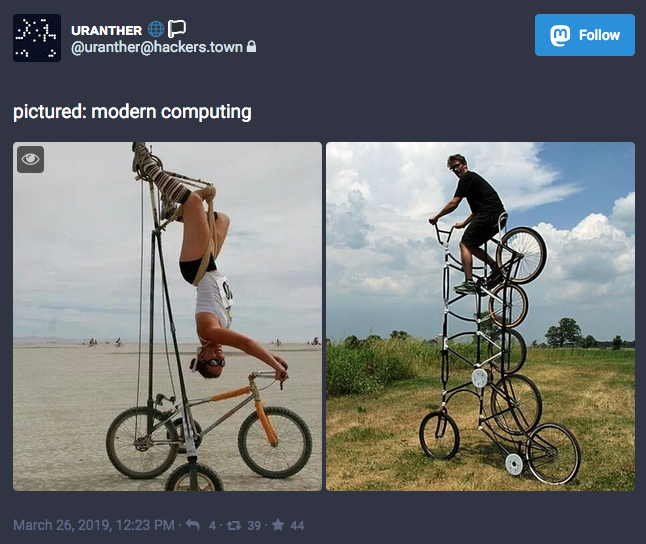 URANTHER
@uranther@hackers.town
Follow
pictured: modern computing
March 26, 2019, 12:23 PM · 4 · 39 · 44